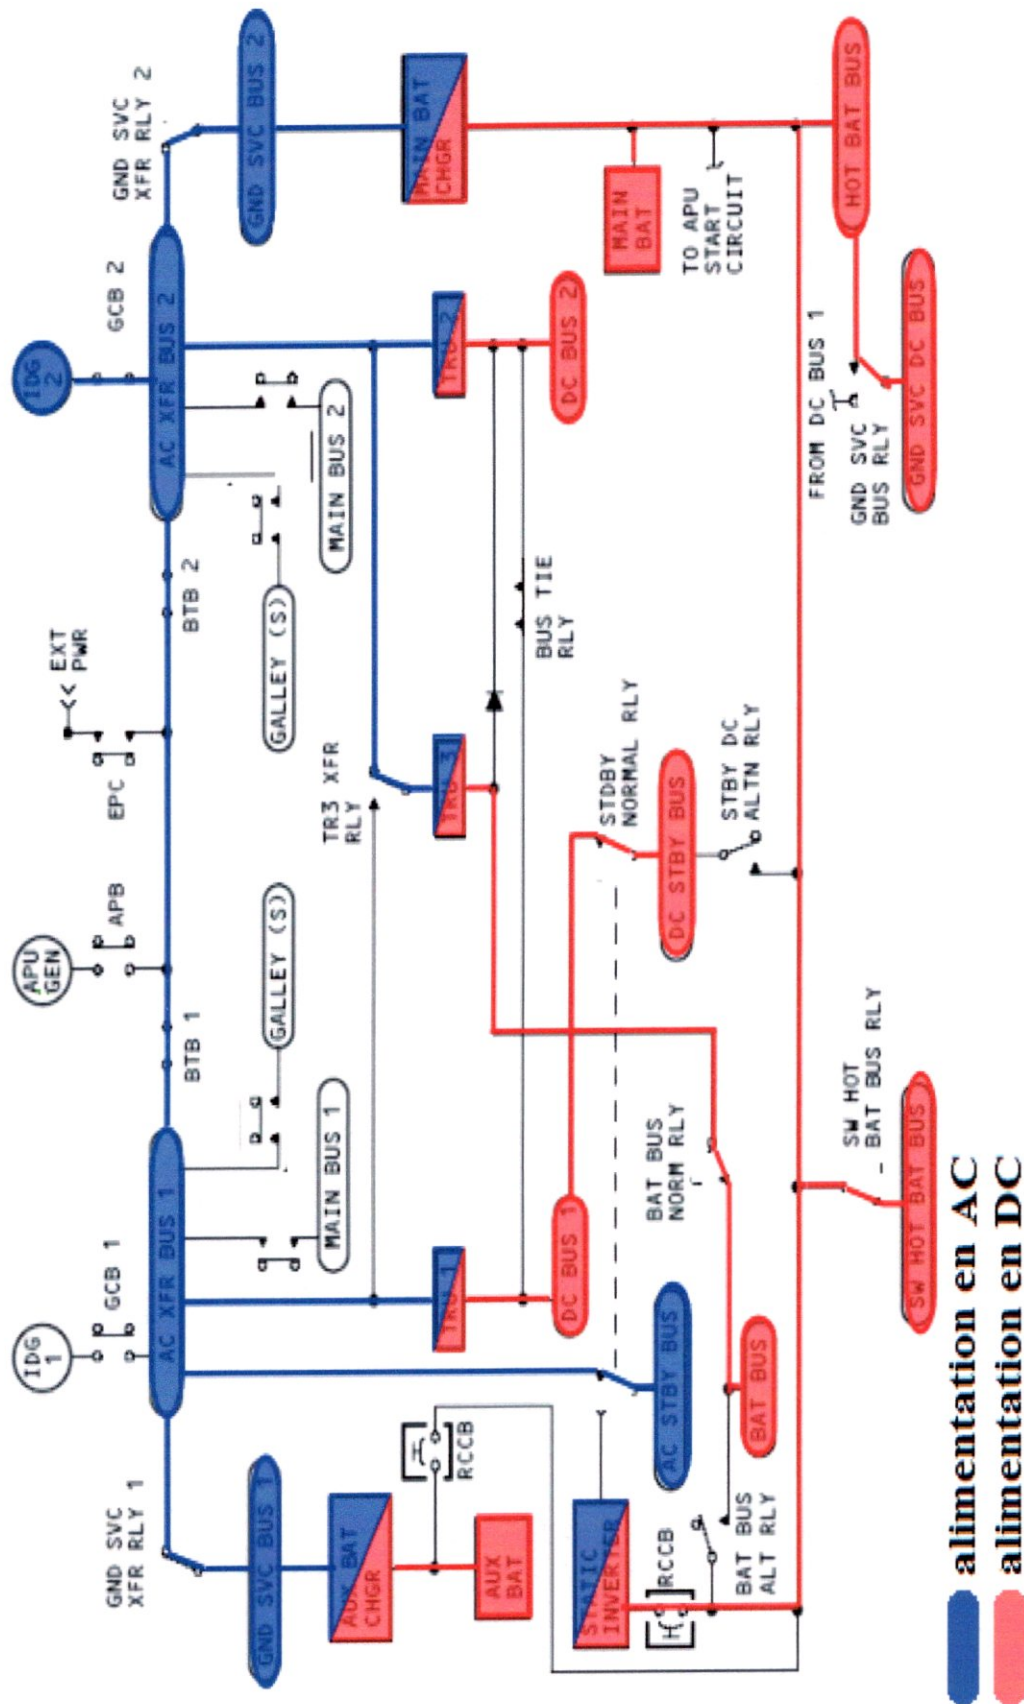 IDG
1
GCB 1
APU
GEN
APB
EPC
<< EXT
PWR
IDG
2
GCB 2
GND SVC
XFR RLY 1
GND SVC
XFR RLY 2
AC XFR BUS 1
BTB 1
BTB 2
AC XFR BUS 2
GND SVC BUS 1
MAIN BUS 1
GALLEY (S)
GALLEY (S)
MAIN BUS 2
GND SVC BUS 2
AUX BAT
CHGR
RCCB
TRU 1
TR3 XFR
RLY
TRU 3
TRU 2
MAIN BAT
CHGR
AUX
BAT
DC BUS 1
BUS TIE
RLY
DC BUS 2
MAIN
BAT
STATIC
INVERTER
STDBY
NORMAL RLY
AC STBY BUS
DC STBY BUS
TO APU
START
CIRCUIT
RCCB
BAT BUS
NORM RLY
STBY DC
ALTN RLY
BAT BUS
ALT RLY
BAT BUS
FROM DC BUS 1
HOT BAT BUS
SW HOT
BAT BUS RLY
GND SVC
BUS RLY
SW HOT BAT BUS
GND SVC DC BUS
alimentation en AC
alimentation en DC